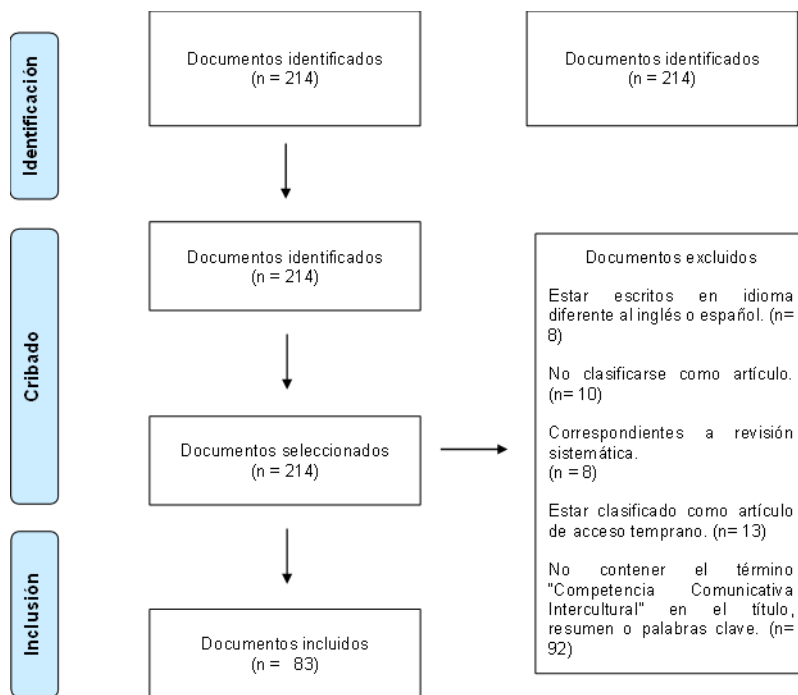 Identificación
Documentos identificados
(n = 214)
Documentos identificados
(n = 214)
Cribado
Documentos identificados
(n = 214)
Documentos seleccionados
(n = 214)
Documentos excluidos
Estar escritos en idioma
diferente al inglés o español. (n=
8)
No clasificarse como artículo.
(n= 10)
Correspondientes a revisión
sistemática.
(n = 8)
Estar clasificado como artículo
de acceso temprano. (n= 13)
No contener el término
"Competencia Comunicativa
Intercultural" en el título,
resumen o palabras clave. (n=
92)
Inclusión
Documentos incluidos
(n = 83)